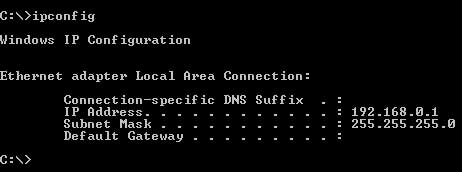 C:\>ipconfig
Windows IP Configuration
Ethernet adapter Local Area Connection:
Connection-specific DNS Suffix  . :
IP Address. . . . . . . . . . . . : 192.168.0.1
Subnet Mask . . . . . . . . . . . : 255.255.255.0
Default Gateway . . . . . . . . . :
C:\>